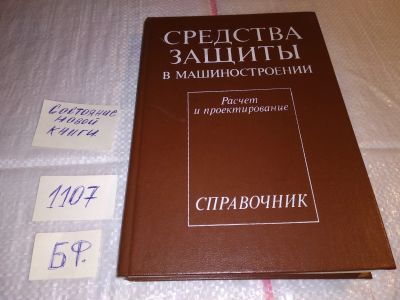 СРЕДСТВА
ЗАЩИТЫ
В МАШИНОСТРОЕНИИ
Расчет
и проектирование
СПРАВОЧНИК
Состояние
новой
книги
1107
БФ.